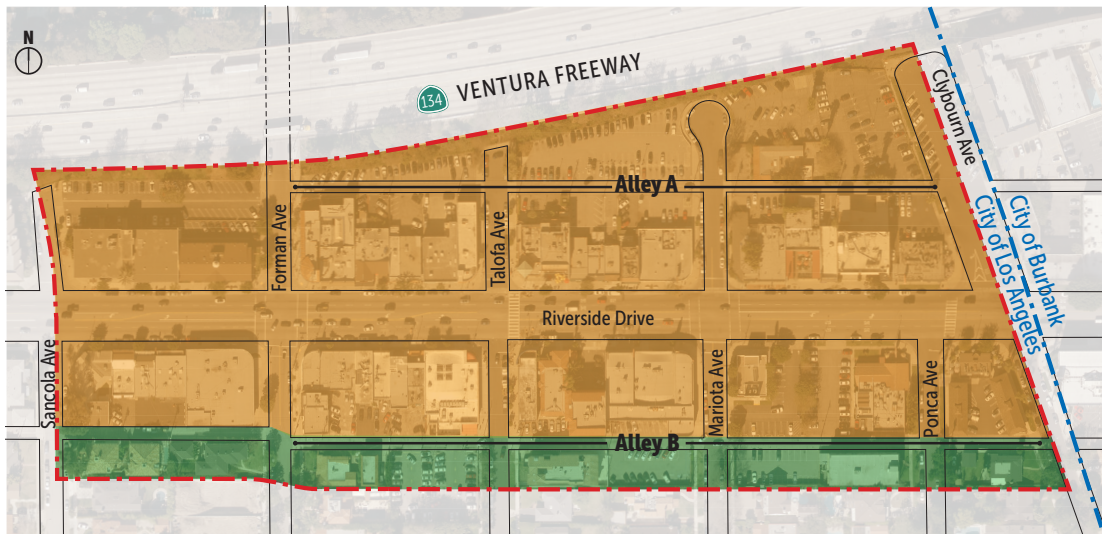 N
134
VENTURA FREEWAY
Clybourn Ave
Alley A
Forman Ave
Talofa Ave
City of Burbank
City of Los Angeles
Riverside Drive
Sancola Ave
Mariota Ave
Ponca Ave
Alley B